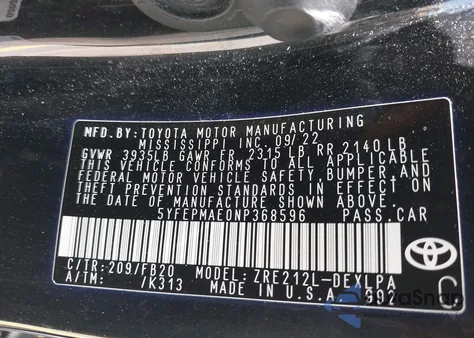 MFD.BY:TOYOTA MOTOR MANUFACTURING
MISSISSIPPI INC. 09/22
GVWR 3935LB GAWR FR 2315LB RR 2140LB
THIS VEHICLE CONFORMS TO ALL APPLICABLE
FEDERAL MOTOR VEHICLE SAFETY,BUMPER,AND
THEFT PREVENTION STANDARDS IN EFFECT ON
THE DATE OF MANUFACTURE SHOWN ABOVE.
5YFEPMAE0NP368596 PASS.CAR
C/TR:209/FB20 MODEL:ZRE212L-DEXLPA
A/TM: /K313 MADE IN U.S.A. 992
C